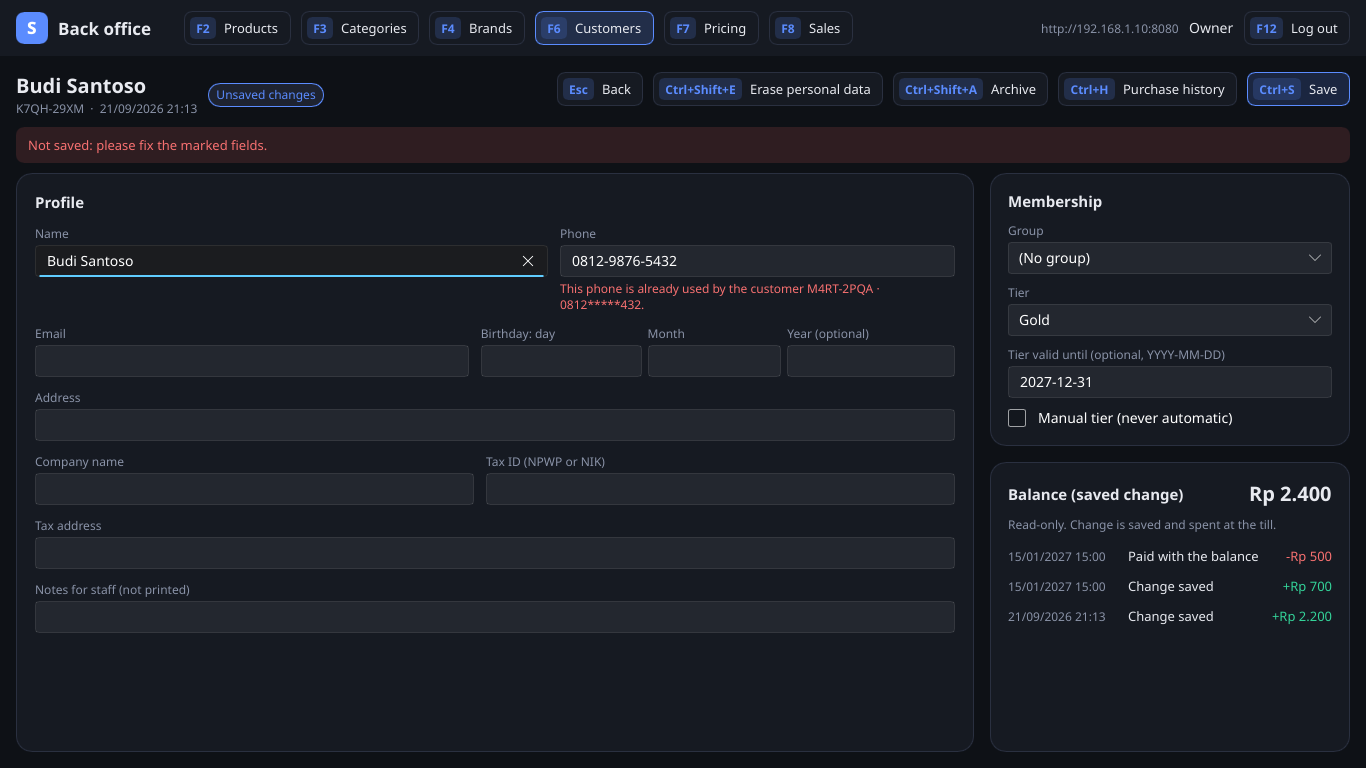 S Back office F2 Products F3 Categories F4 Brands F6 Customers F7 Pricing F8 Sales http://192.168.1.10:8080 Owner F12 Log out
Budi Santoso
K7QH-29XM · 21/09/2026 21:13
Unsaved changes
Esc Back Ctrl+Shift+E Erase personal data Ctrl+Shift+A Archive Ctrl+H Purchase history Ctrl+S Save
Not saved: please fix the marked fields.
Profile
Name
Budi Santoso
Phone
0812-9876-5432
This phone is already used by the customer M4RT-2PQA ·
0812*****432.
Email
Birthday: day
Month
Year (optional)
Address
Company name
Tax ID (NPWP or NIK)
Tax address
Notes for staff (not printed)
Membership
Group
(No group)
Tier
Gold
Tier valid until (optional, YYYY-MM-DD)
2027-12-31
Manual tier (never automatic)
Balance (saved change) Rp 2.400
Read-only. Change is saved and spent at the till.
15/01/2027 15:00 Paid with the balance -Rp 500
15/01/2027 15:00 Change saved +Rp 700
21/09/2026 21:13 Change saved +Rp 2.200